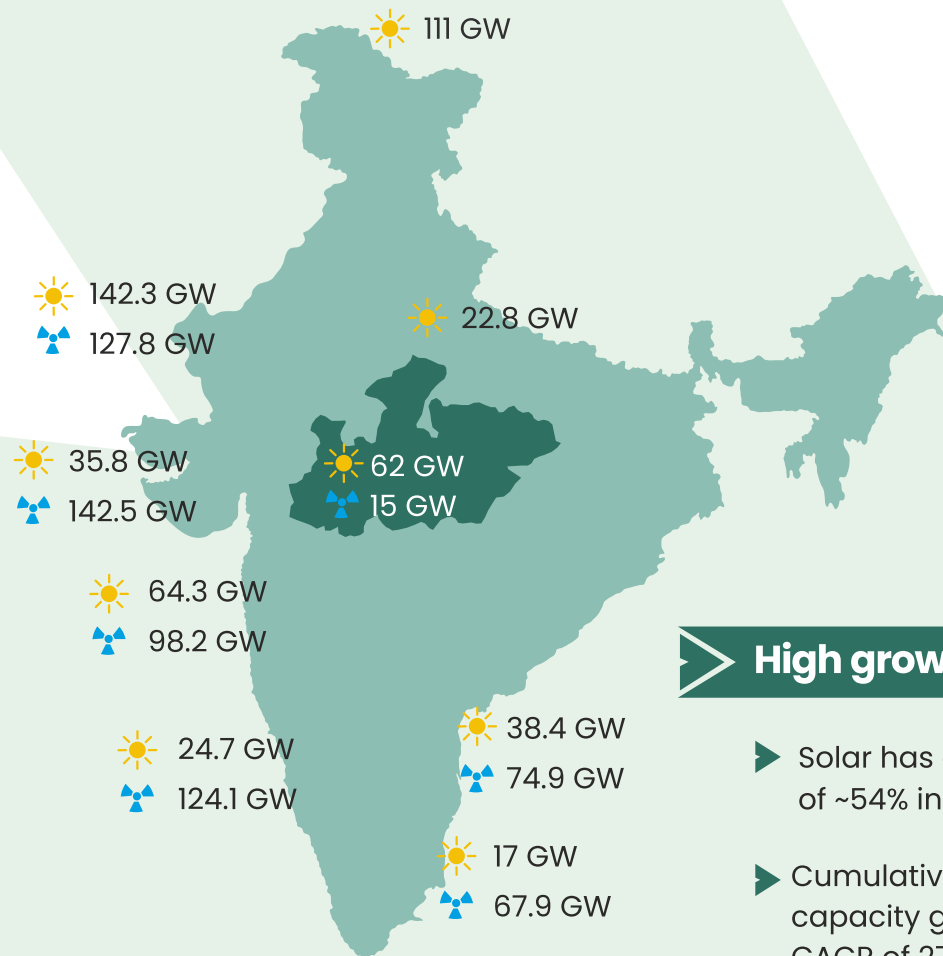 111 GW
142.3 GW
127.8 GW
22.8 GW
35.8 GW
142.5 GW
62 GW
15 GW
64.3 GW
98.2 GW
High grow
24.7 GW
124.1 GW
38.4 GW
74.9 GW
Solar has
of ~54% in
17 GW
67.9 GW
Cumulativ
capacity g